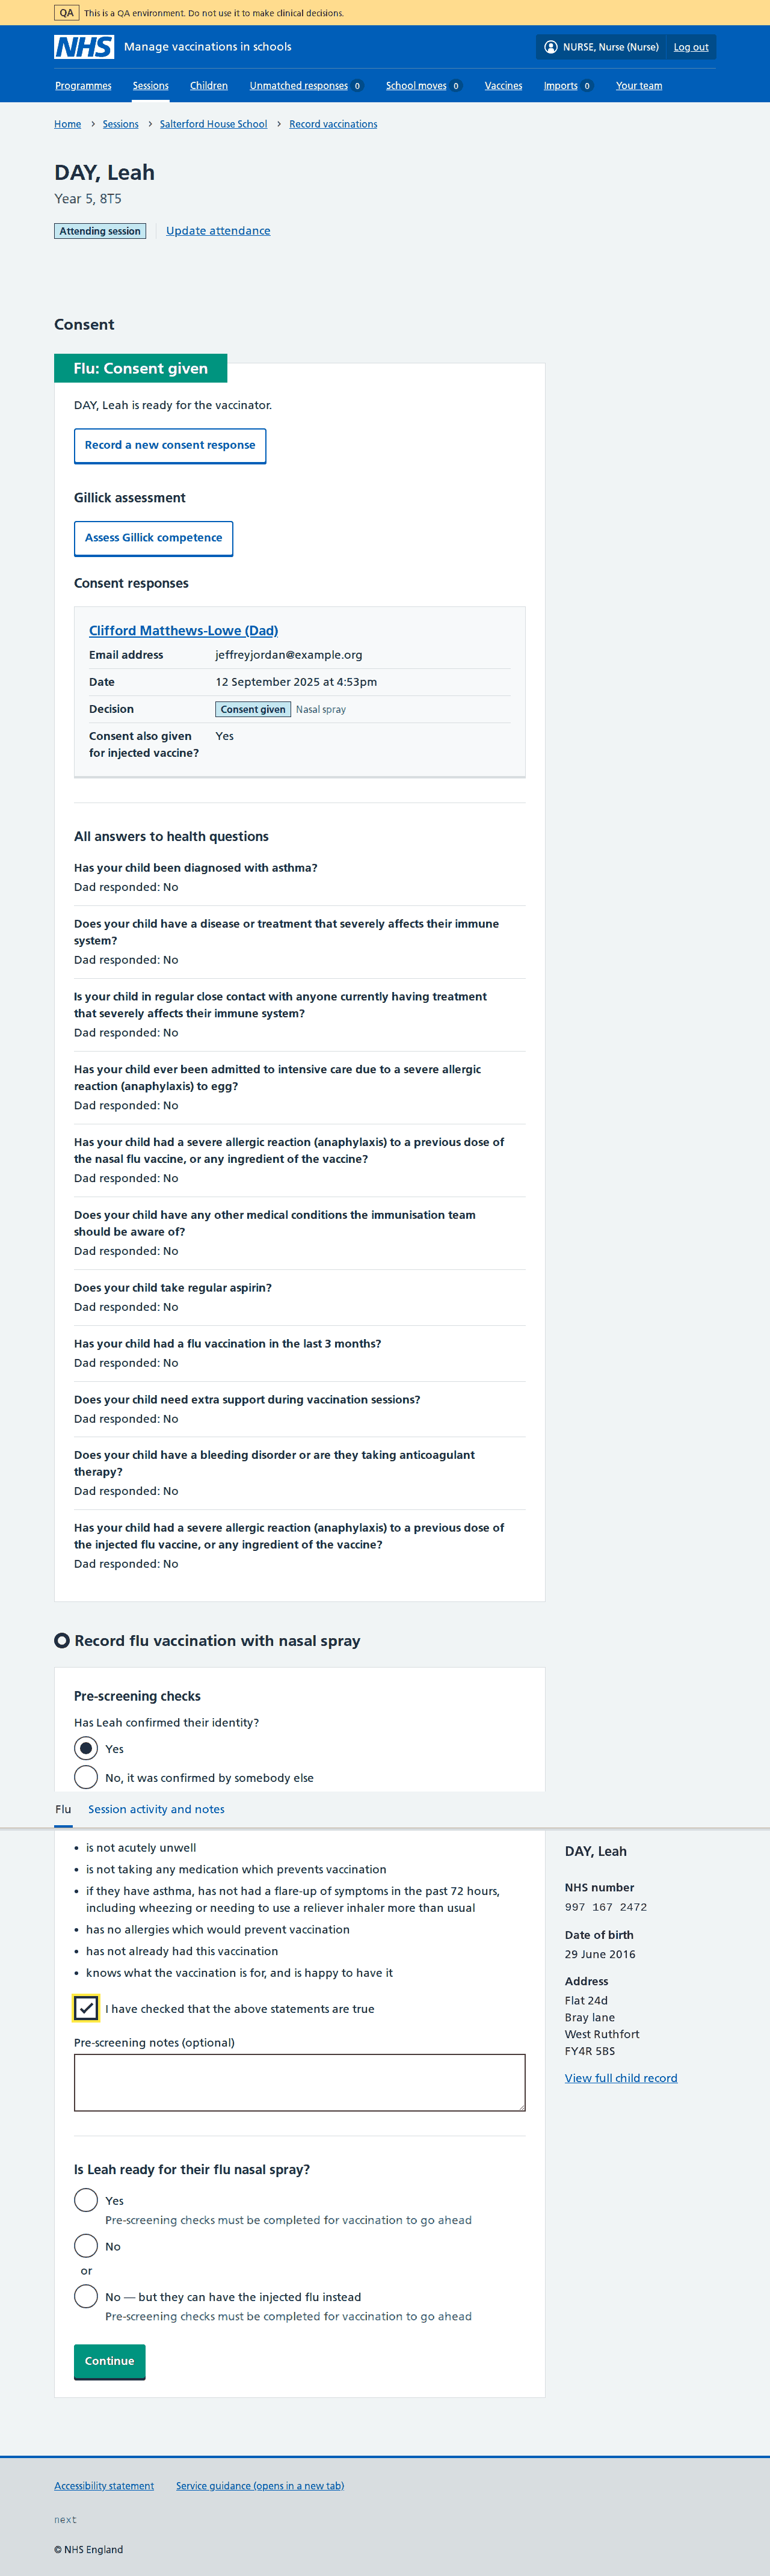 QA This is a QA environment. Do not use it to make clinical decisions.
NHS Manage vaccinations in schools NURSE, Nurse (Nurse) Log out
Programmes Sessions Children Unmatched responses 0 School moves 0 Vaccines Imports 0 Your team
Home > Sessions > Salterford House School > Record vaccinations
DAY, Leah
Year 5, 8T5
Attending session Update attendance
Consent
Flu: Consent given
DAY, Leah is ready for the vaccinator.
Record a new consent response
Gillick assessment
Assess Gillick competence
Consent responses
Clifford Matthews-Lowe (Dad)
Email address jeffreyjordan@example.org
Date 12 September 2025 at 4:53pm
Decision Consent given Nasal spray
Consent also given Yes
for injected vaccine?
All answers to health questions
Has your child been diagnosed with asthma?
Dad responded: No
Does your child have a disease or treatment that severely affects their immune
system?
Dad responded: No
Is your child in regular close contact with anyone currently having treatment
that severely affects their immune system?
Dad responded: No
Has your child ever been admitted to intensive care due to a severe allergic
reaction (anaphylaxis) to egg?
Dad responded: No
Has your child had a severe allergic reaction (anaphylaxis) to a previous dose of
the nasal flu vaccine, or any ingredient of the vaccine?
Dad responded: No
Does your child have any other medical conditions the immunisation team
should be aware of?
Dad responded: No
Does your child take regular aspirin?
Dad responded: No
Has your child had a flu vaccination in the last 3 months?
Dad responded: No
Does your child need extra support during vaccination sessions?
Dad responded: No
Does your child have a bleeding disorder or are they taking anticoagulant
therapy?
Dad responded: No
Has your child had a severe allergic reaction (anaphylaxis) to a previous dose of
the injected flu vaccine, or any ingredient of the vaccine?
Dad responded: No
Record flu vaccination with nasal spray
Pre-screening checks
Has Leah confirmed their identity?
Yes
No, it was confirmed by somebody else
Flu Session activity and notes
is not acutely unwell
is not taking any medication which prevents vaccination
if they have asthma, has not had a flare-up of symptoms in the past 72 hours,
including wheezing or needing to use a reliever inhaler more than usual
has no allergies which would prevent vaccination
has not already had this vaccination
knows what the vaccination is for, and is happy to have it
I have checked that the above statements are true
Pre-screening notes (optional)
Is Leah ready for their flu nasal spray?
Yes
Pre-screening checks must be completed for vaccination to go ahead
No
or
No — but they can have the injected flu instead
Pre-screening checks must be completed for vaccination to go ahead
Continue
DAY, Leah
NHS number
997 167 2472
Date of birth
29 June 2016
Address
Flat 24d
Bray lane
West Ruthfort
FY4R 5BS
View full child record
Accessibility statement Service guidance (opens in a new tab)
next
© NHS England